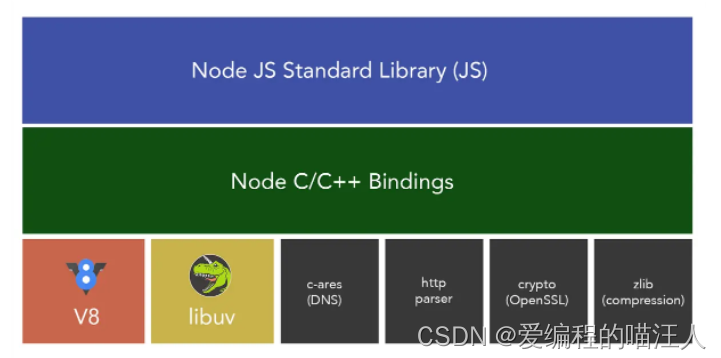 Node JS Standard Library (JS)
Node C/C++ Bindings
8
V8
libuv
c-ares
(DNS)
http
parser
crypto
(OpenSSL)
zlib
(compression)
CSDN @爱编程的喵汪人